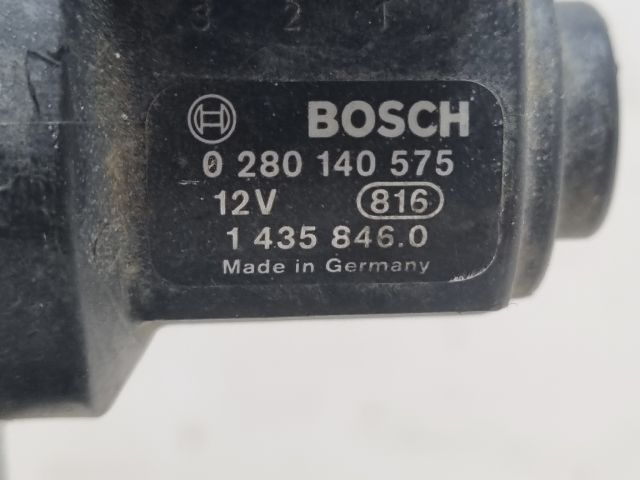 3 2 1
BOSCH
0 280 140 575
12V 816
1 435 846.0
Made in Germany